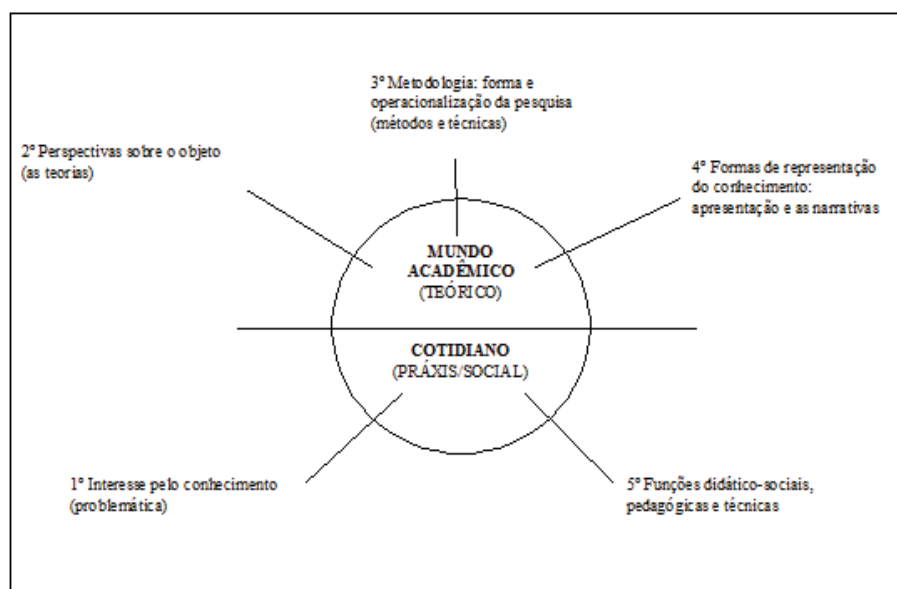 3º Metodologia: forma e
operacionalização da pesquisa
(métodos e técnicas)
2º Perspectivas sobre o objeto
(as teorias)
4º Formas de representação
do conhecimento:
apresentação e as narrativas
MUNDO
ACADÊMICO
(TEÓRICO)
COTIDIANO
(PRÁXIS/SOCIAL)
1º Interesse pelo conhecimento
(problemática)
5º Funções didático-sociais,
pedagógicas e técnicas